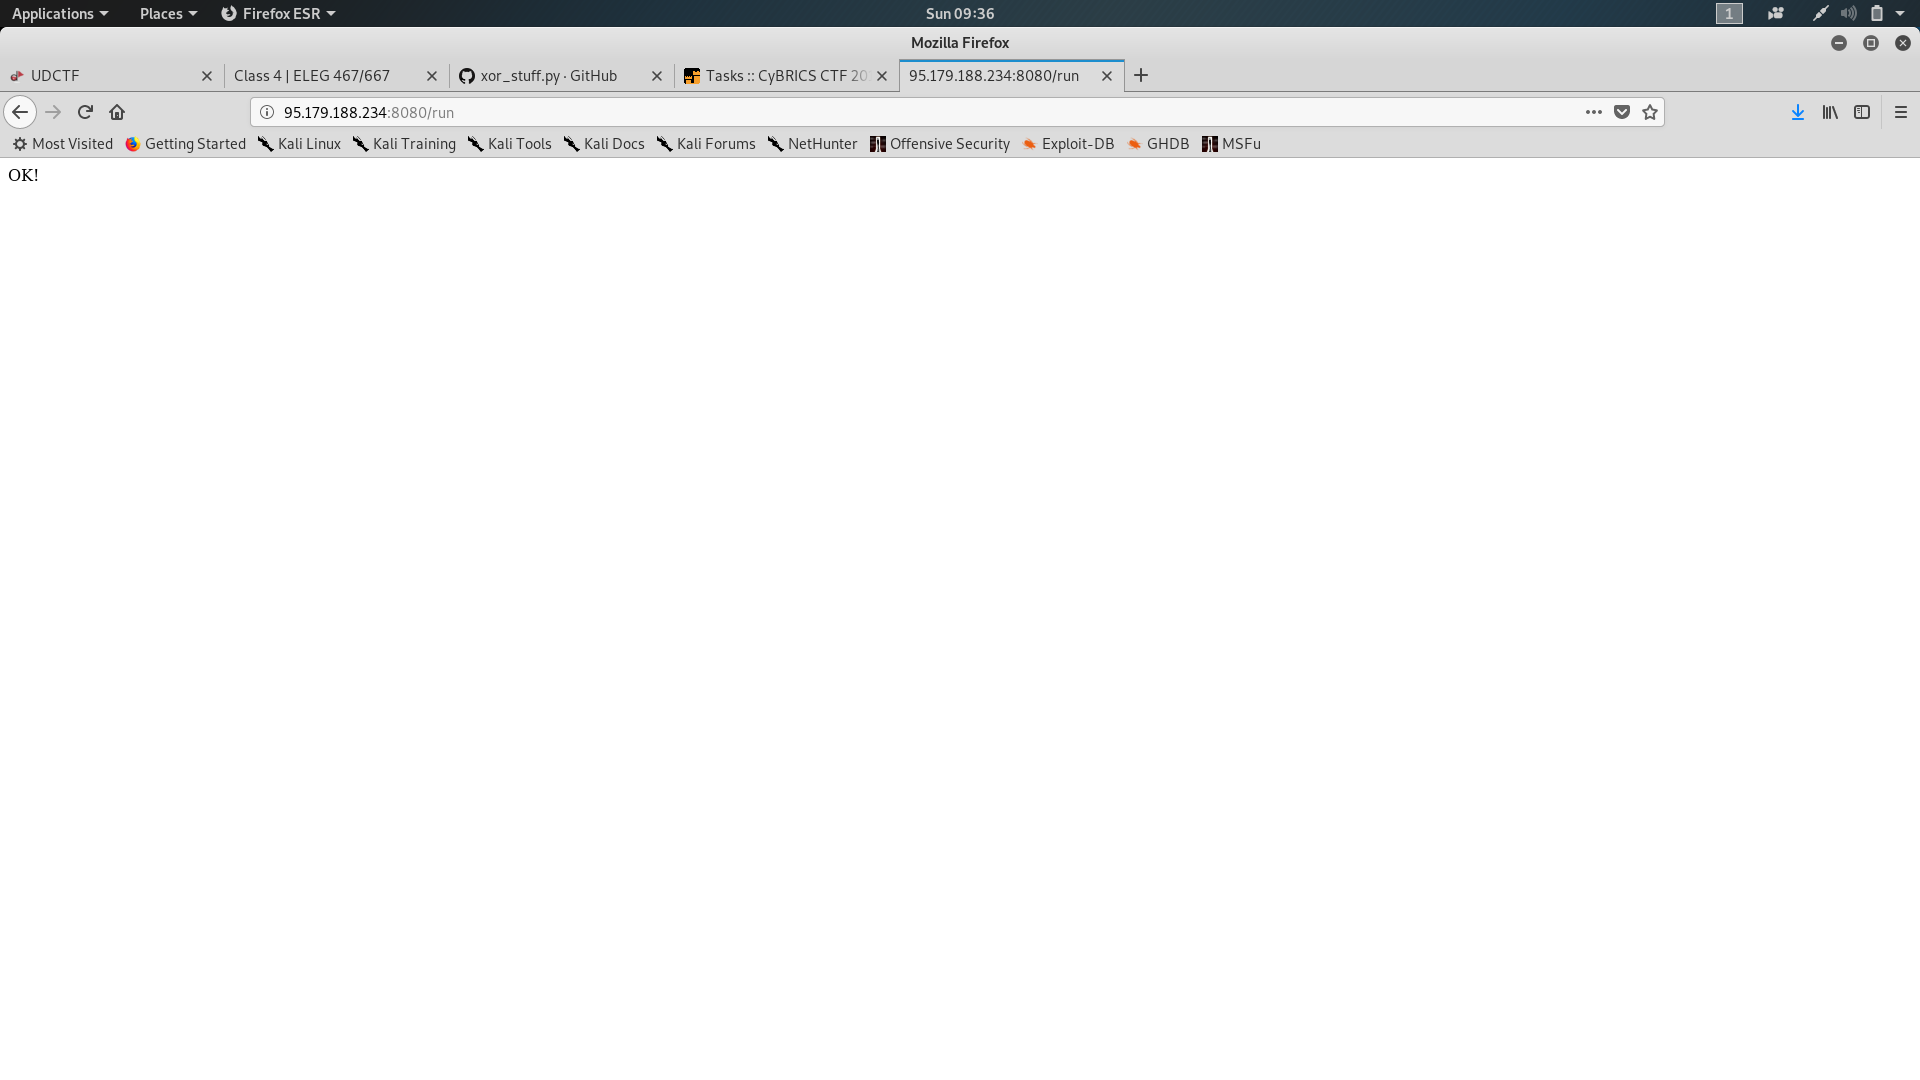 Applications Places Firefox ESR Sun 09:36 1
Mozilla Firefox
UDCTF Class 4 | ELEG 467/667 xor_stuff.py · GitHub Tasks :: CyBRICS CTF 20 95.179.188.234:8080/run
95.179.188.234:8080/run
Most Visited Getting Started Kali Linux Kali Training Kali Tools Kali Docs Kali Forums NetHunter Offensive Security Exploit-DB GHDB MSFu
OK!